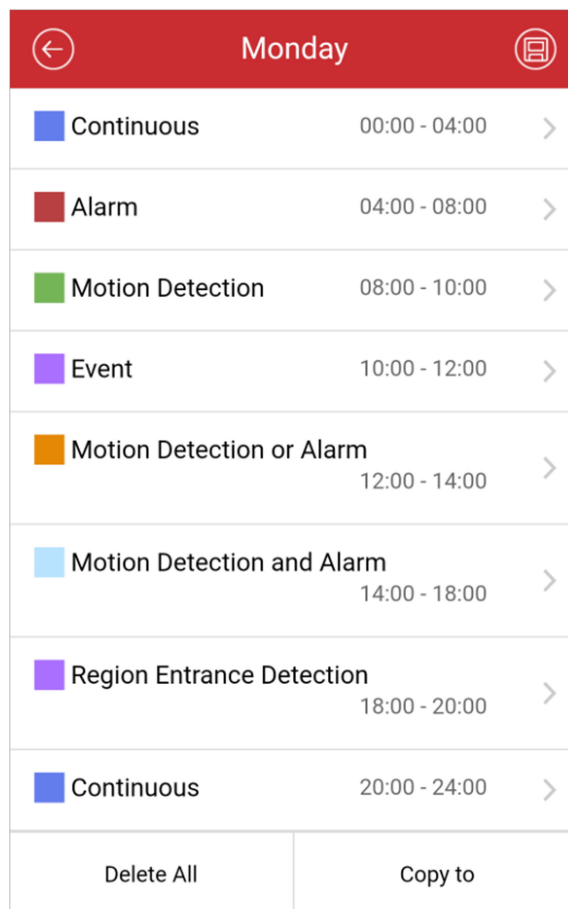 Monday
Continuous 00:00 - 04:00
Alarm 04:00 - 08:00
Motion Detection 08:00 - 10:00
Event 10:00 - 12:00
Motion Detection or Alarm
12:00 - 14:00
Motion Detection and Alarm
14:00 - 18:00
Region Entrance Detection
18:00 - 20:00
Continuous 20:00 - 24:00
Delete All Copy to